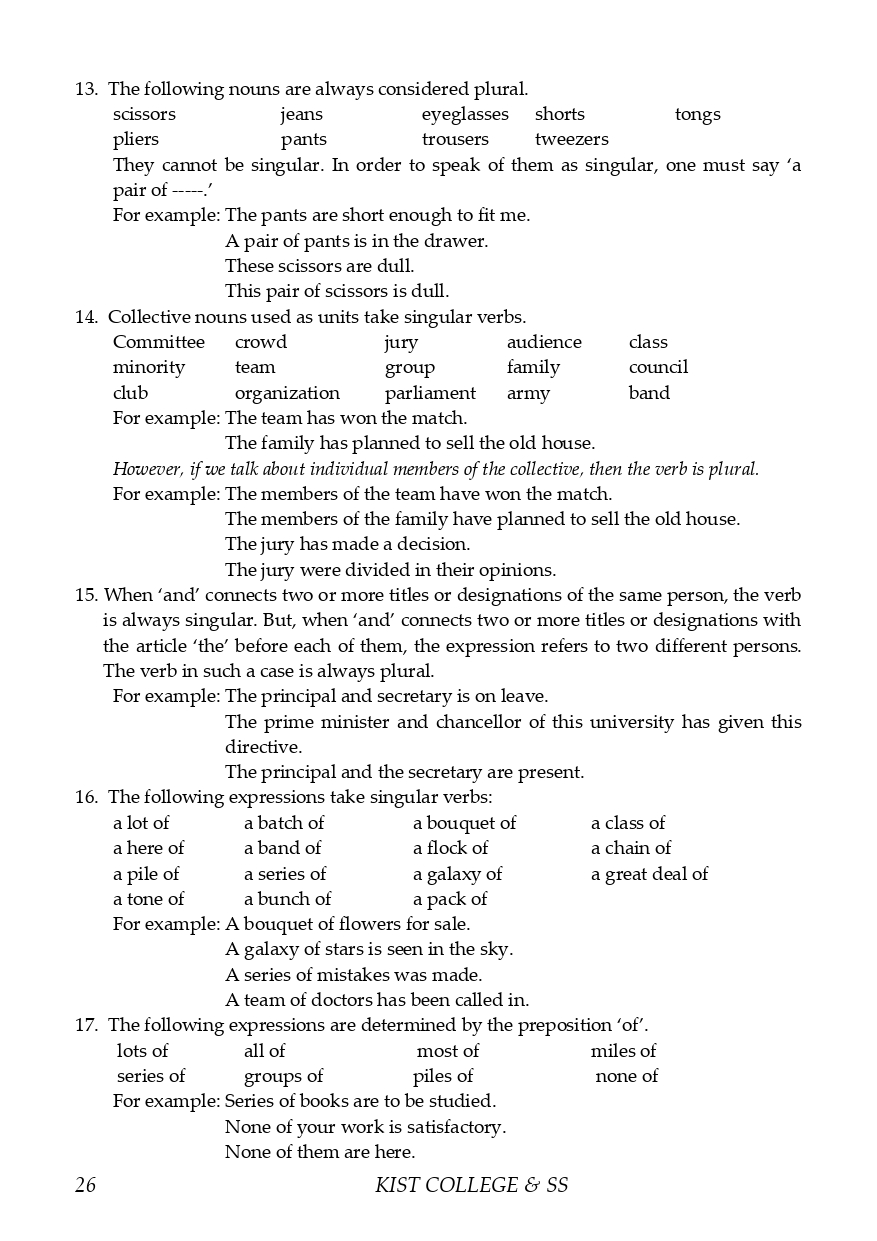 13. The following nouns are always considered plural.
scissors jeans eyeglasses shorts tongs
pliers pants trousers tweezers
They cannot be singular. In order to speak of them as singular, one must say ‘a
pair of -----.’
For example: The pants are short enough to fit me.
A pair of pants is in the drawer.
These scissors are dull.
This pair of scissors is dull.
14. Collective nouns used as units take singular verbs.
Committee crowd jury audience class
minority team group family council
club organization parliament army band
For example: The team has won the match.
The family has planned to sell the old house.
However, if we talk about individual members of the collective, then the verb is plural.
For example: The members of the team have won the match.
The members of the family have planned to sell the old house.
The jury has made a decision.
The jury were divided in their opinions.
15. When ‘and’ connects two or more titles or designations of the same person, the verb
is always singular. But, when ‘and’ connects two or more titles or designations with
the article ‘the’ before each of them, the expression refers to two different persons.
The verb in such a case is always plural.
For example: The principal and secretary is on leave.
The prime minister and chancellor of this university has given this
directive.
The principal and the secretary are present.
16. The following expressions take singular verbs:
a lot of a batch of a bouquet of a class of
a here of a band of a flock of a chain of
a pile of a series of a galaxy of a great deal of
a tone of a bunch of a pack of
For example: A bouquet of flowers for sale.
A galaxy of stars is seen in the sky.
A series of mistakes was made.
A team of doctors has been called in.
17. The following expressions are determined by the preposition ‘of’.
lots of all of most of miles of
series of groups of piles of none of
For example: Series of books are to be studied.
None of your work is satisfactory.
None of them are here.
26 KIST COLLEGE & SS